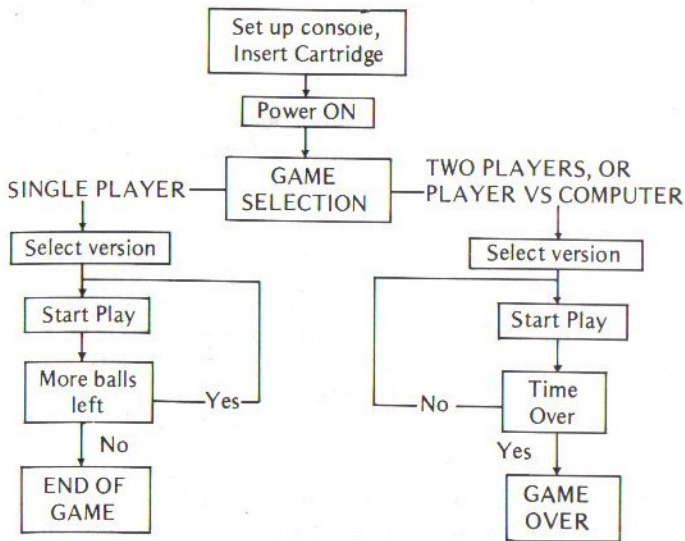 Set up console,
Insert Cartridge
Power ON
GAME
SELECTION
SINGLE PLAYER
TWO PLAYERS, OR
PLAYER VS COMPUTER
Select version
Start Play
More balls
left
Yes
No
END OF
GAME
Select version
Start Play
Time
Over
No
Yes
GAME
OVER